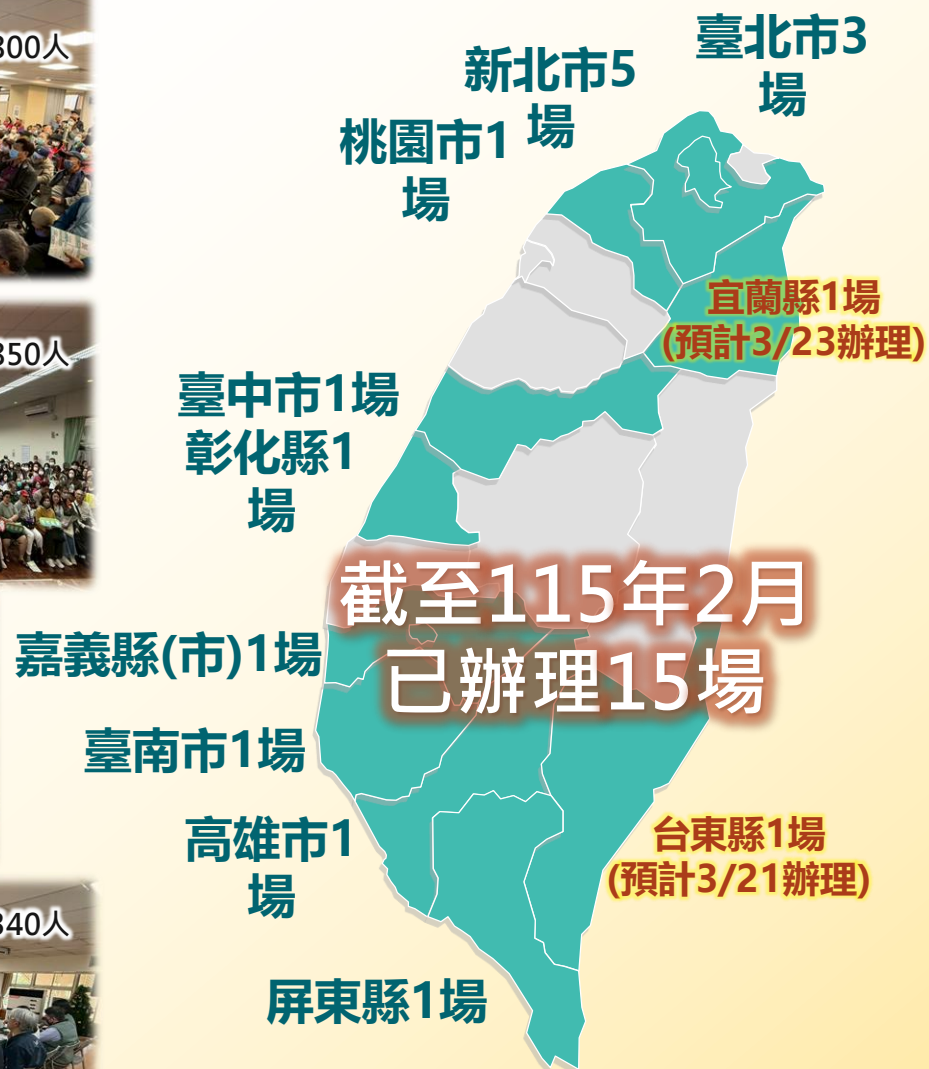 臺北市3
場
新北市5
場
桃園市1
場
00人
宜蘭縣1場
(預計3/23辦理)
50人
臺中市1場
彰化縣1
場
截至115年2月
已辦理15場
嘉義縣(市)1場
臺南市1場
高雄市1
場
台東縣1場
(預計3/21辦理)
40人
屏東縣1場